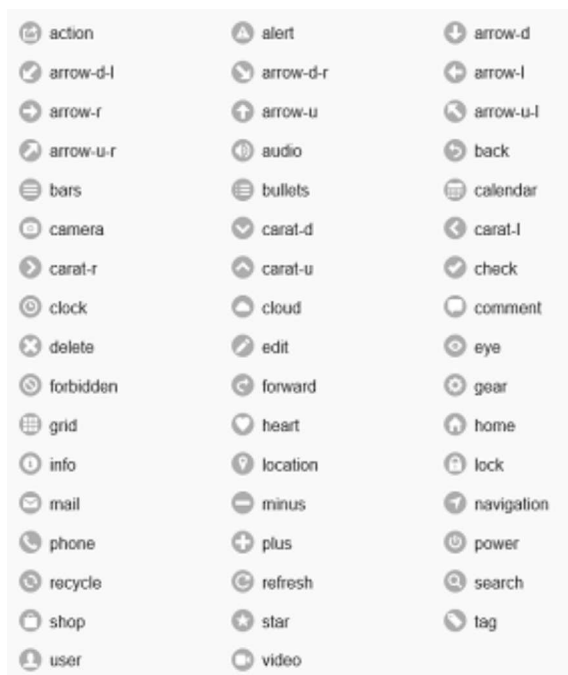 action alert arrow-d
arrow-d-l arrow-d-r arrow-l
arrow-r arrow-u arrow-u-l
arrow-u-r audio back
bars bullets calendar
camera carat-d carat-l
carat-r carat-u check
clock cloud comment
delete edit eye
forbidden forward gear
grid heart home
info location lock
mail minus navigation
phone plus power
recycle refresh search
shop star tag
user video